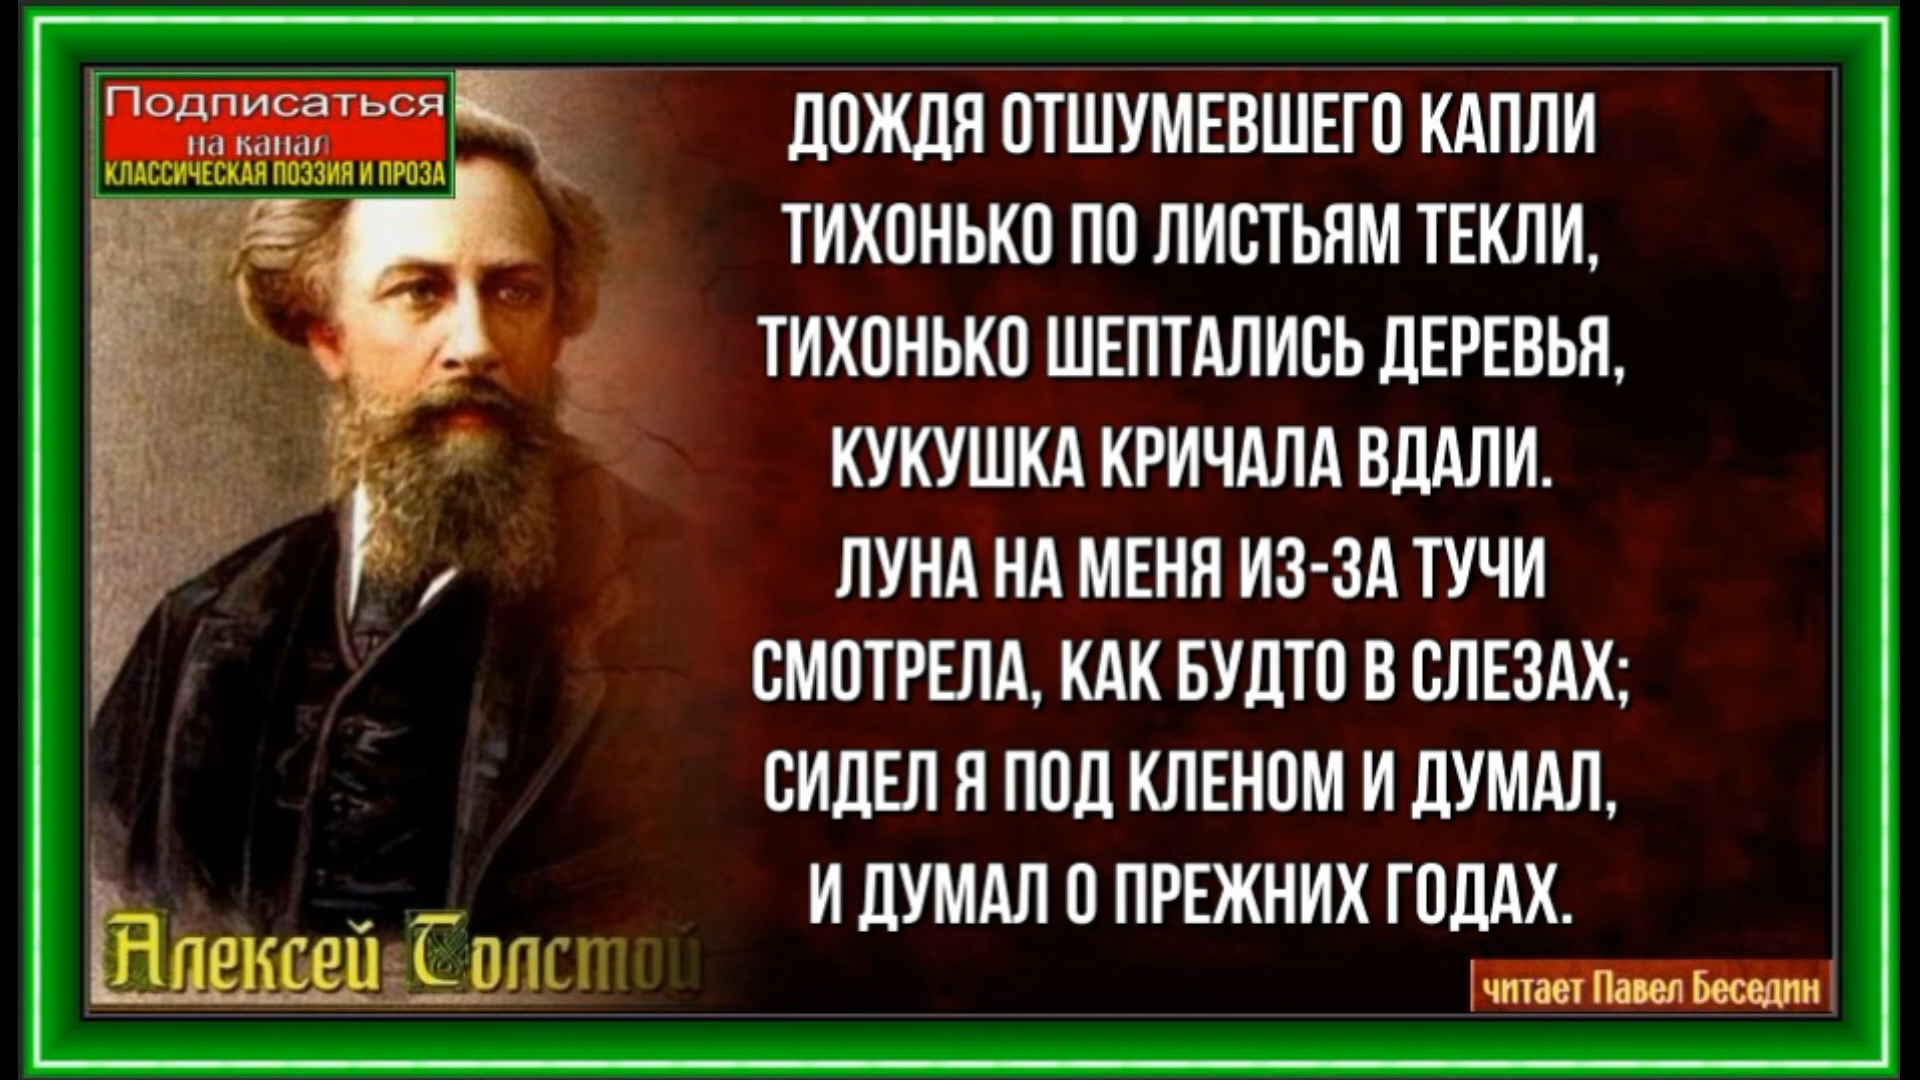 Подписаться
на канал
КЛАССИЧЕСКАЯ ПОЭЗИЯ И ПРОЗА
ДОЖДЯ ОТШУМЕВШЕГО КАПЛИ
ТИХОНЬКО ПО ЛИСТЬЯМ ТЕКЛИ,
ТИХОНЬКО ШЕПТАЛИСЬ ДЕРЕВЬЯ,
КУКУШКА КРИЧАЛА ВДАЛИ.
ЛУНА НА МЕНЯ ИЗ-ЗА ТУЧИ
СМОТРЕЛА, КАК БУДТО В СЛЕЗАХ;
СИДЕЛ Я ПОД КЛЕНОМ И ДУМАЛ,
И ДУМАЛ О ПРЕЖНИХ ГОДАХ.
Алексей Толстой
читает Павел Беседин